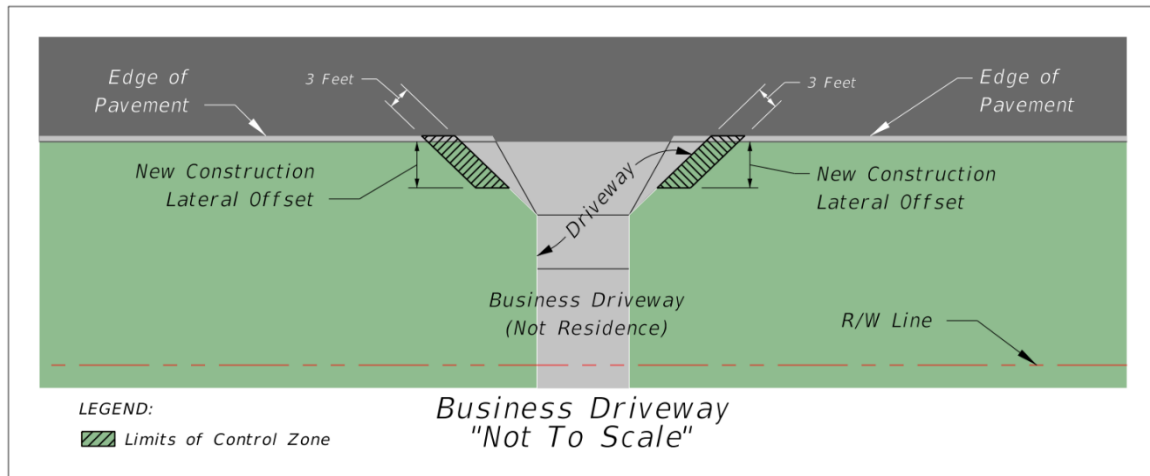 Edge of
Pavement
3 Feet
3 Feet
Edge of
Pavement
New Construction
Lateral Offset
Driveway
New Construction
Lateral Offset
Business Driveway
(Not Residence)
R/W Line
LEGEND:
Limits of Control Zone
Business Driveway
"Not To Scale"